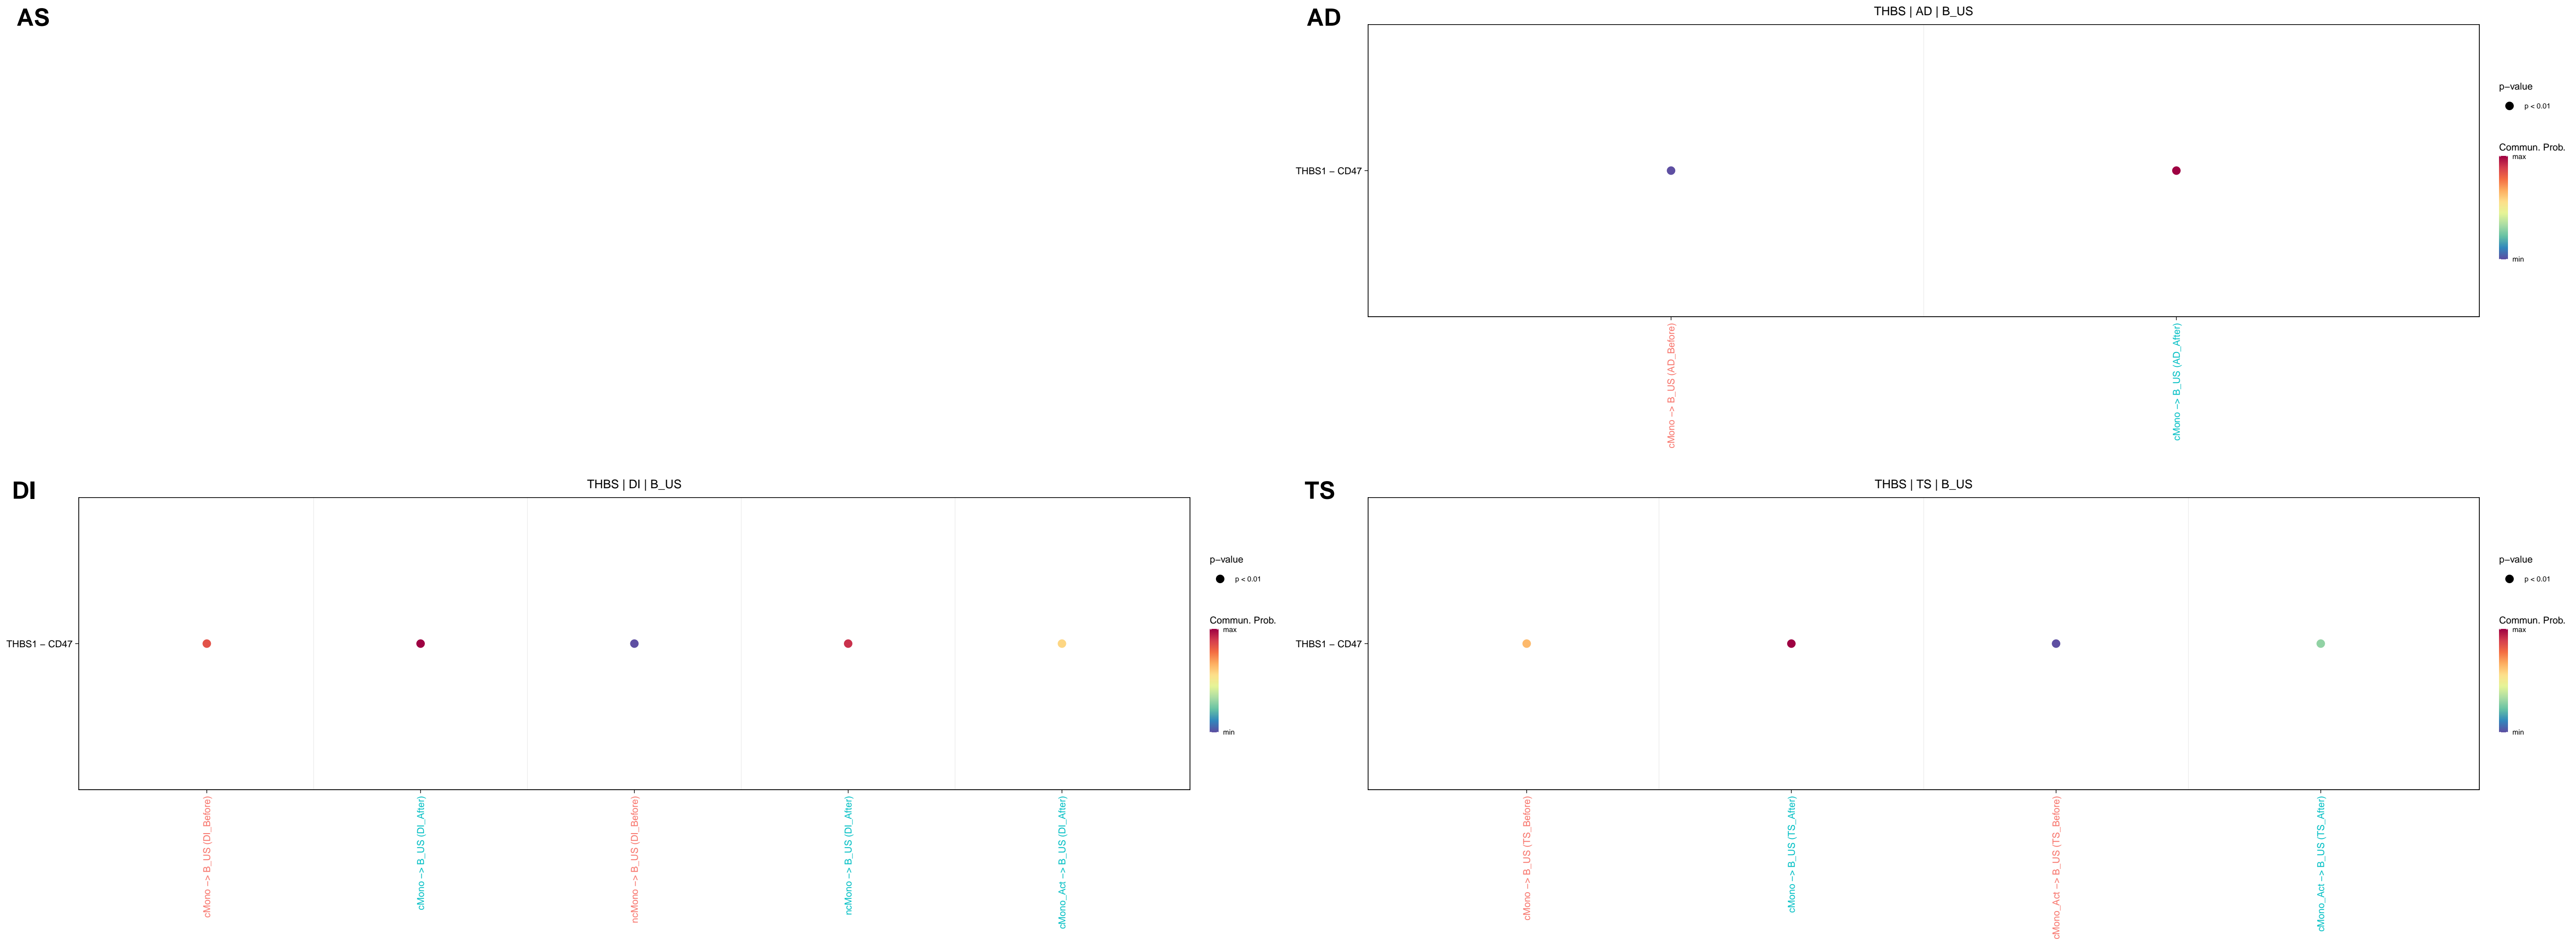 AS
AD
THBS | AD | B_US
THBS1 − CD47
cMono −> B_US (AD_Before)
cMono −> B_US (AD_After)
p−value
p < 0.01
Commun. Prob.
max
min
DI
THBS | DI | B_US
THBS1 − CD47
cMono −> B_US (DI_Before)
cMono −> B_US (DI_After)
ncMono −> B_US (DI_Before)
ncMono −> B_US (DI_After)
cMono_Act −> B_US (DI_After)
p−value
p < 0.01
Commun. Prob.
max
min
TS
THBS | TS | B_US
THBS1 − CD47
cMono −> B_US (TS_Before)
cMono −> B_US (TS_After)
cMono_Act −> B_US (TS_Before)
cMono_Act −> B_US (TS_After)
p−value
p < 0.01
Commun. Prob.
max
min